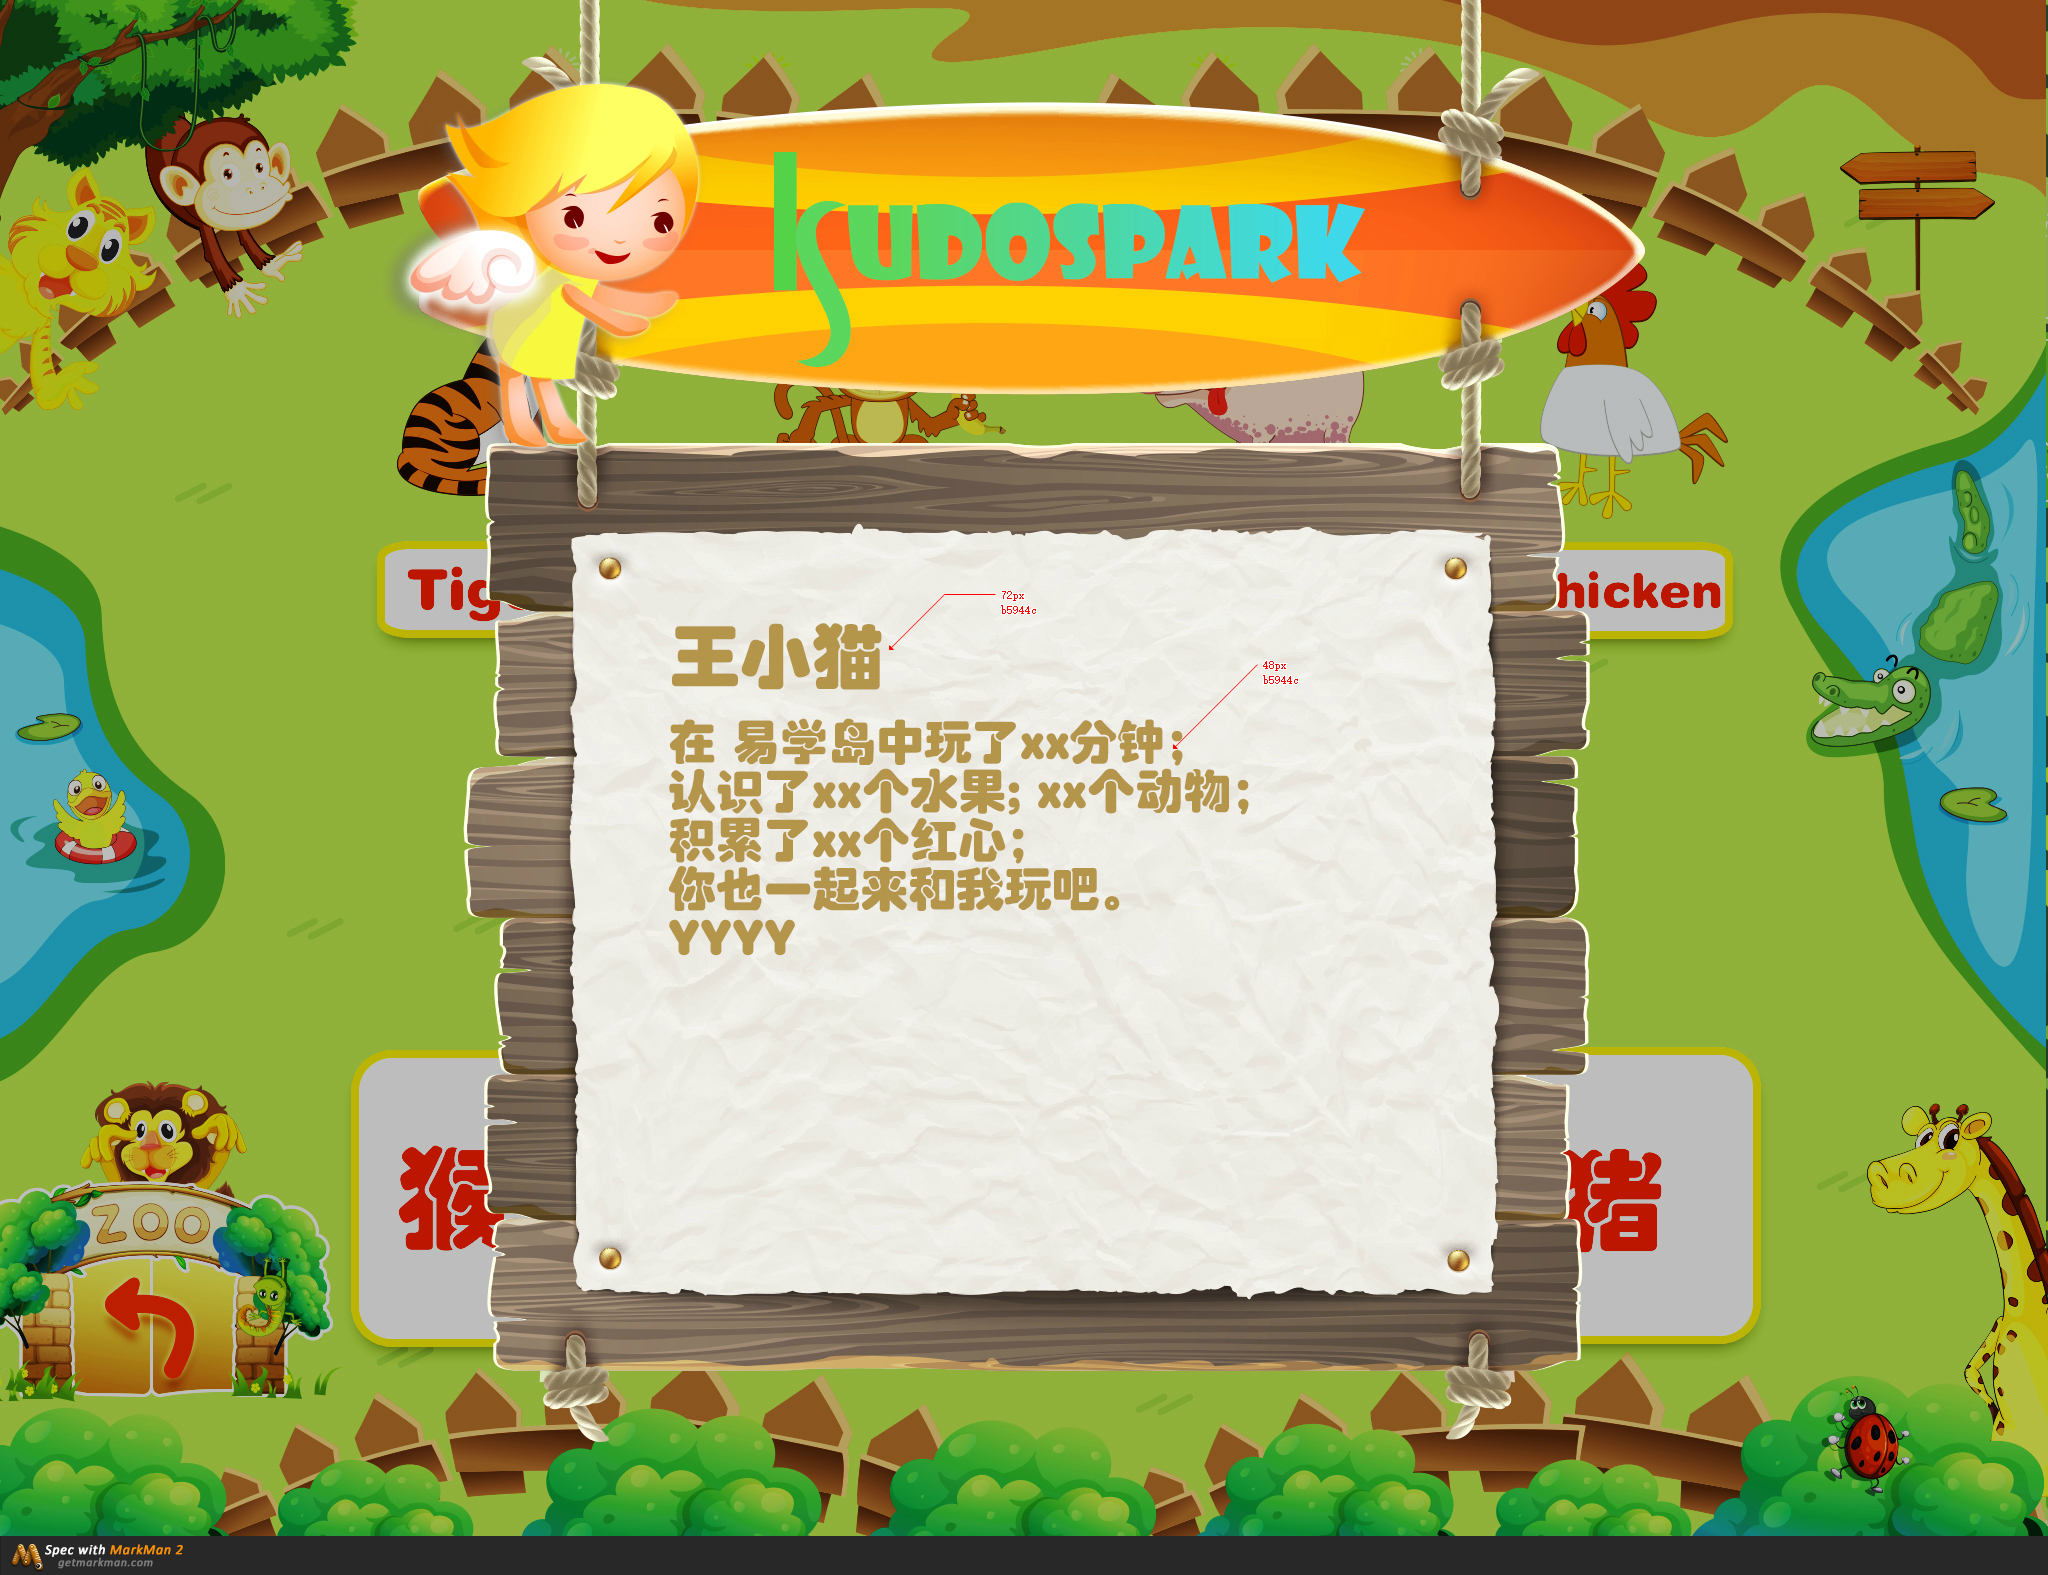 KUDOSPARK
Tig
hicken
72px
b5944c
王小猫
48px
b5944c
在 易学岛中玩了xx分钟;
认识了xx个水果; xx个动物;
积累了xx个红心;
你也一起来和我玩吧。
YYYY
猴
猪
ZOO
Spec with MarkMan 2
getmarkman.com